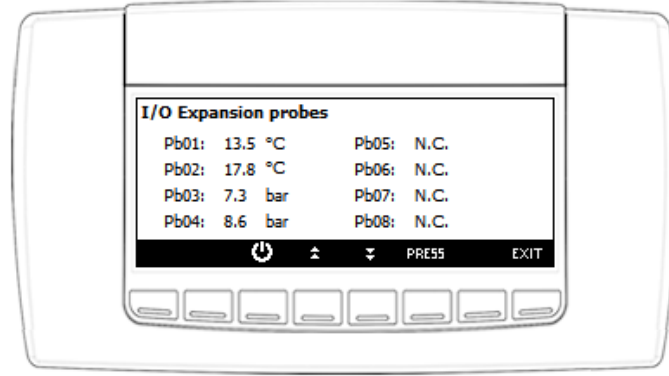 I/O Expansion probes
Pb01: 13.5 °C Pb05: N.C.
Pb02: 17.8 °C Pb06: N.C.
Pb03: 7.3 bar Pb07: N.C.
Pb04: 8.6 bar Pb08: N.C.
PRESS EXIT